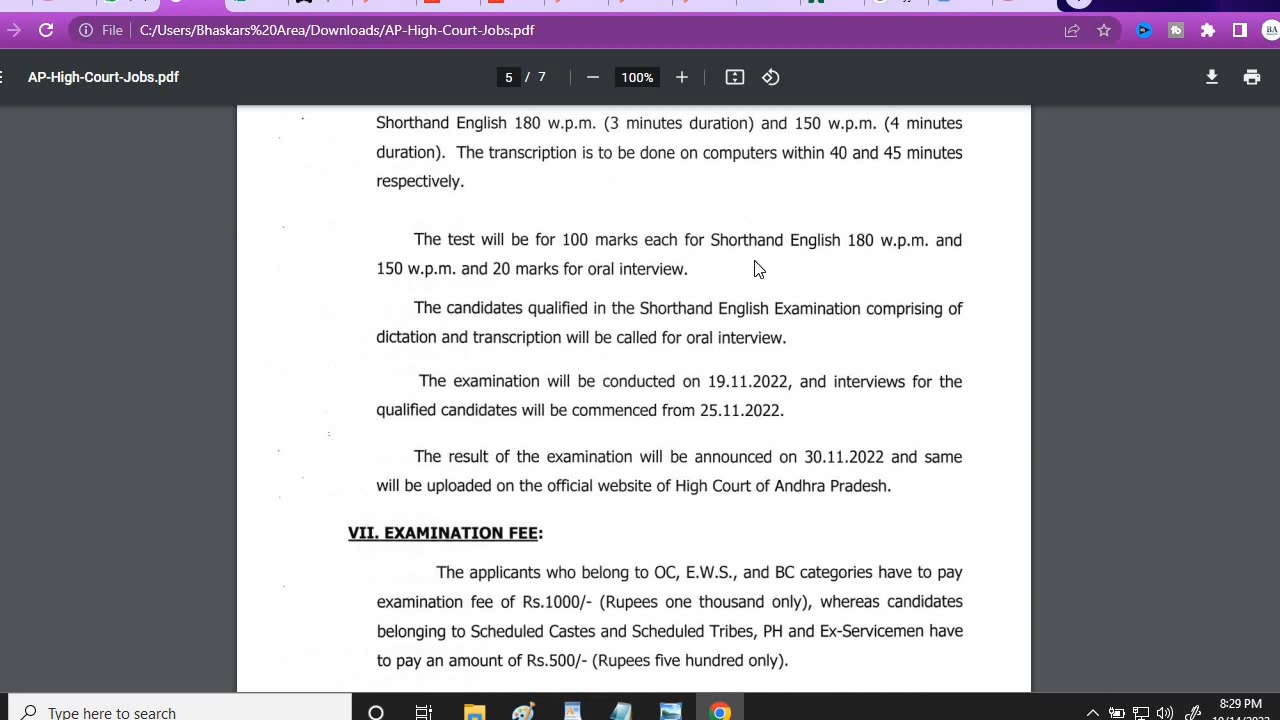 File C:/Users/Bhaskars%20Area/Downloads/AP-High-Court-Jobs.pdf
BA
AP-High-Court-Jobs.pdf 5 / 7 100%
Shorthand English 180 w.p.m. (3 minutes duration) and 150 w.p.m. (4 minutes
duration). The transcription is to be done on computers within 40 and 45 minutes
respectively.
The test will be for 100 marks each for Shorthand English 180 w.p.m. and
150 w.p.m. and 20 marks for oral interview.
The candidates qualified in the Shorthand English Examination comprising of
dictation and transcription will be called for oral interview.
The examination will be conducted on 19.11.2022, and interviews for the
qualified candidates will be commenced from 25.11.2022.
The result of the examination will be announced on 30.11.2022 and same
will be uploaded on the official website of High Court of Andhra Pradesh.
VII. EXAMINATION FEE:
The applicants who belong to OC, E.W.S., and BC categories have to pay
examination fee of Rs.1000/- (Rupees one thousand only), whereas candidates
belonging to Scheduled Castes and Scheduled Tribes, PH and Ex-Servicemen have
to pay an amount of Rs.500/- (Rupees five hundred only).
Type here to search
8:29 PM